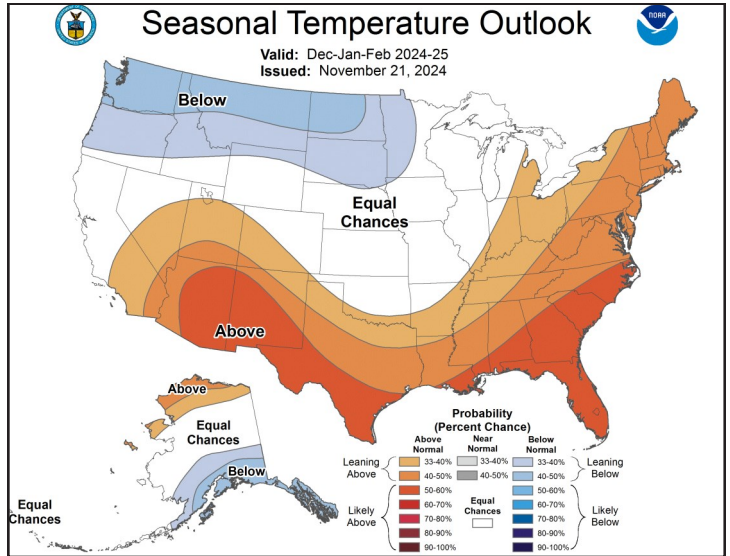 Seasonal Temperature Outlook
NOAA
Valid: Dec-Jan-Feb 2024-25
Issued: November 21, 2024
Below
Equal
Chances
Above
Above
Equal
Chances
Below
Equal
Chances
Probability
(Percent Chance)
Above
Normal
Near
Normal
Below
Normal
Leaning
Above
33-40%
40-50%
33-40%
40-50%
33-40%
40-50%
Leaning
Below
Likely
Above
50-60%
60-70%
70-80%
80-90%
90-100%
Equal
Chances
50-60%
60-70%
70-80%
80-90%
90-100%
Likely
Below